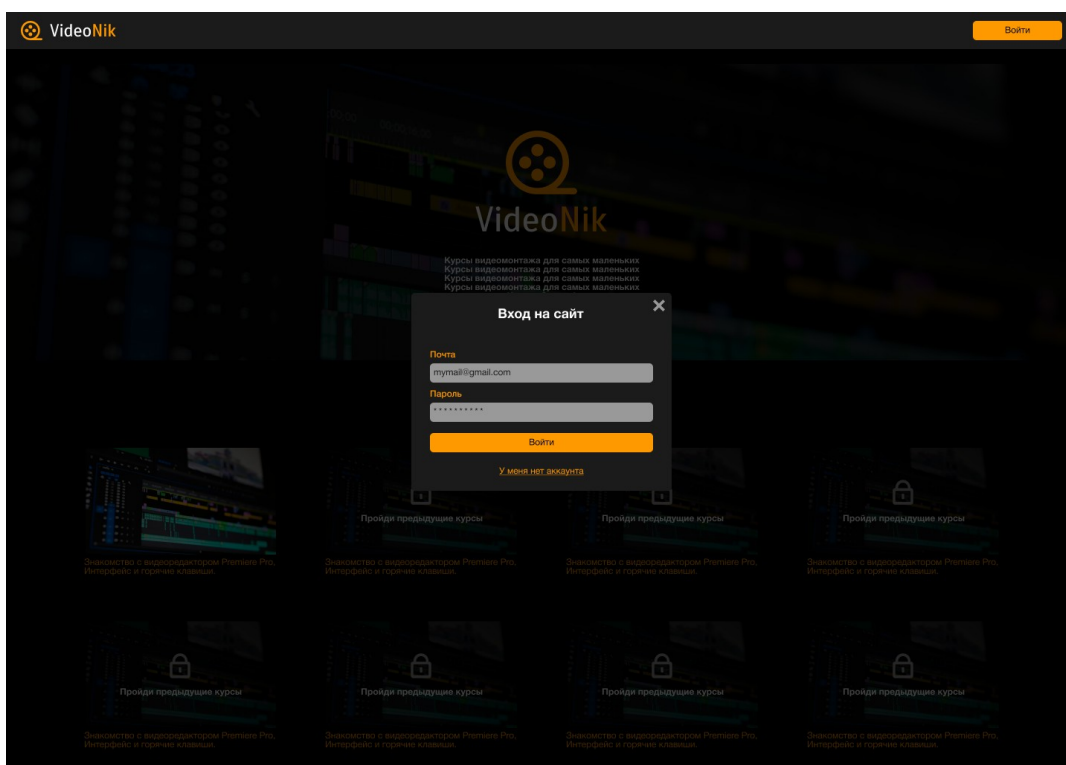 VideoNik
Войти
VideoNik
Курсы видеомонтажа для самых маленьких
Курсы видеомонтажа для самых маленьких
Курсы видеомонтажа для самых маленьких
Курсы видеомонтажа для самых маленьких
Вход на сайт
Почта
mymail@gmail.com
Пароль
**********
Войти
У меня нет аккаунта
Пройди предыдущие курсы
Пройди предыдущие курсы
Пройди предыдущие курсы
Знакомство с видеоредактором Premiere Pro.
Интерфейс и горячие клавиши.
Знакомство с видеоредактором Premiere Pro.
Интерфейс и горячие клавиши.
Знакомство с видеоредактором Premiere Pro.
Интерфейс и горячие клавиши.
Знакомство с видеоредактором Premiere Pro.
Интерфейс и горячие клавиши.
Пройди предыдущие курсы
Пройди предыдущие курсы
Пройди предыдущие курсы
Пройди предыдущие курсы
Знакомство с видеоредактором Premiere Pro.
Интерфейс и горячие клавиши.
Знакомство с видеоредактором Premiere Pro.
Интерфейс и горячие клавиши.
Знакомство с видеоредактором Premiere Pro.
Интерфейс и горячие клавиши.
Знакомство с видеоредактором Premiere Pro.
Интерфейс и горячие клавиши.